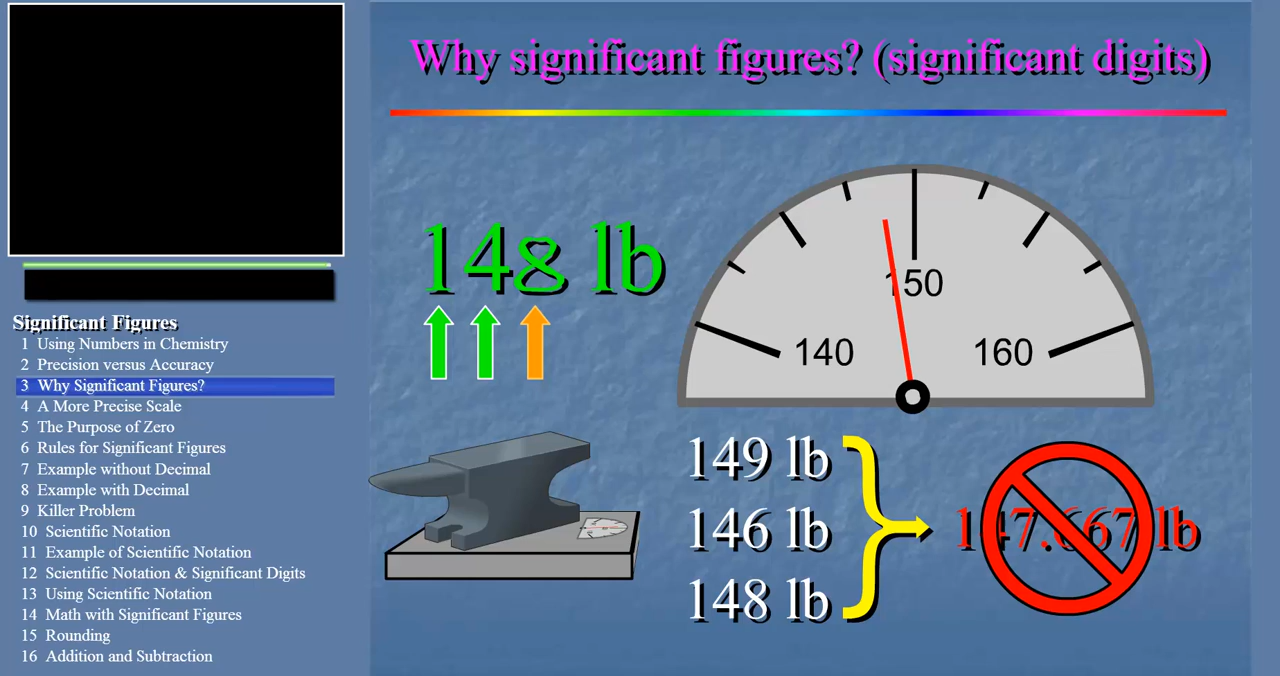 Why significant figures? (significant digits)
148 lb
150
140
160
149 lb
146 lb
148 lb
147.667 lb
Significant Figures
1 Using Numbers in Chemistry
2 Precision versus Accuracy
3 Why Significant Figures?
4 A More Precise Scale
5 The Purpose of Zero
6 Rules for Significant Figures
7 Example without Decimal
8 Example with Decimal
9 Killer Problem
10 Scientific Notation
11 Example of Scientific Notation
12 Scientific Notation & Significant Digits
13 Using Scientific Notation
14 Math with Significant Figures
15 Rounding
16 Addition and Subtraction